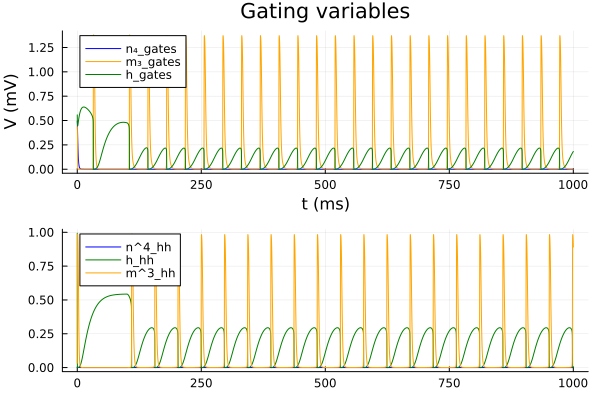 Gating variables
V (mV)
1.25
1.00
0.75
0.50
0.25
0.00
n₄_gates
m₃_gates
h_gates
0
250
500
750
1000
t (ms)
1.00
0.75
0.50
0.25
0.00
n^4_hh
h_hh
m^3_hh
0
250
500
750
1000